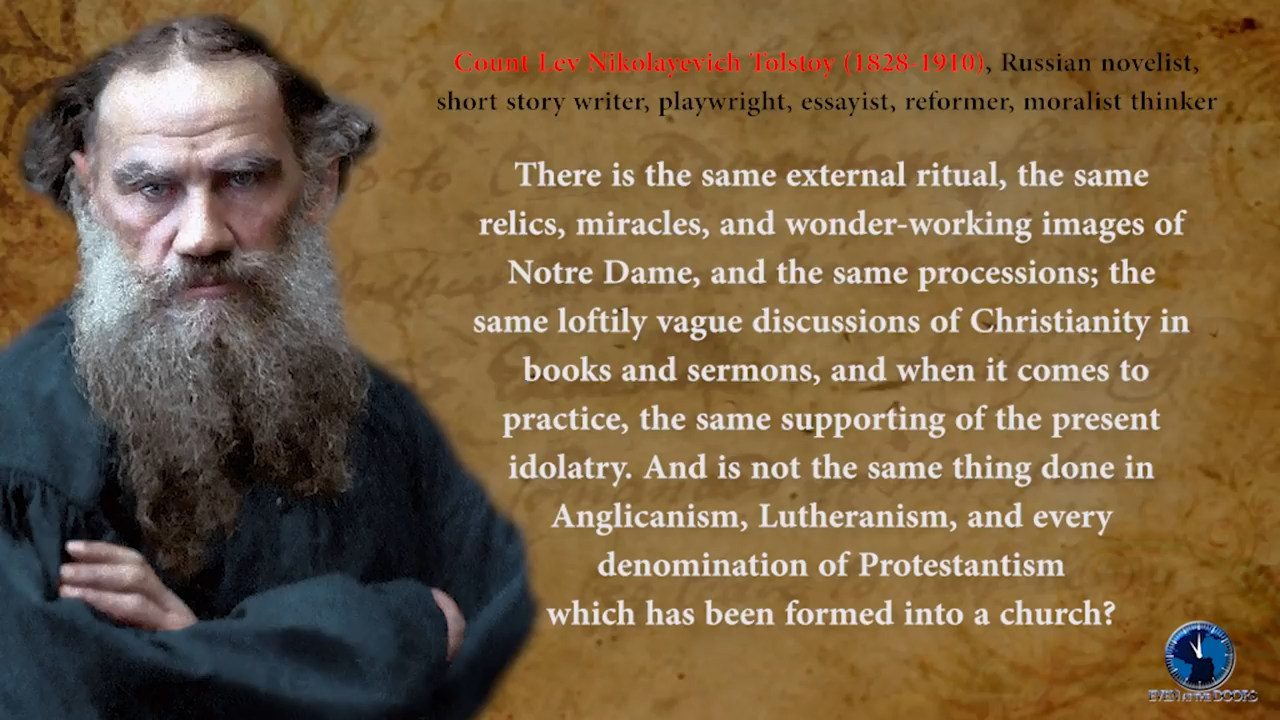 Count Lev Nikolayevich Tolstoy (1828-1910), Russian novelist,
short story writer, playwright, essayist, reformer, moralist thinker
There is the same external ritual, the same
relics, miracles, and wonder-working images of
Notre Dame, and the same processions; the
same loftily vague discussions of Christianity in
books and sermons, and when it comes to
practice, the same supporting of the present
idolatry. And is not the same thing done in
Anglicanism, Lutheranism, and every
denomination of Protestantism
which has been formed into a church?
EVEN AT THE DOORS